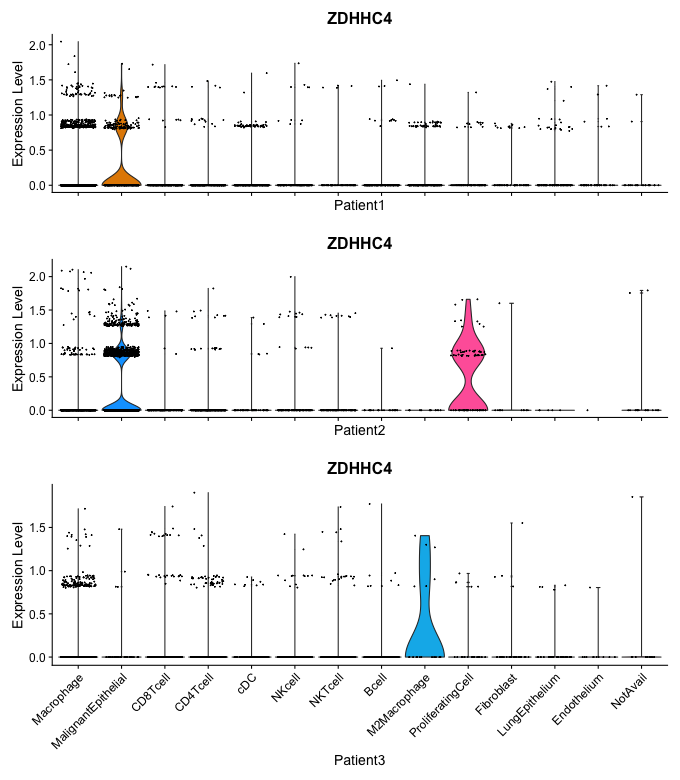 ZDHHC4
Expression Level
2.0
1.5
1.0
0.5
0.0
Patient1
ZDHHC4
Expression Level
2.0
1.5
1.0
0.5
0.0
Patient2
ZDHHC4
Expression Level
1.5
1.0
0.5
0.0
Macrophage
MalignantEpithelial
CD8Tcell
CD4Tcell
cDC
NKcell
NKTcell
Bcell
M2Macrophage
ProliferatingCell
Fibroblast
LungEpithelium
Endothelium
NotAvail
Patient3